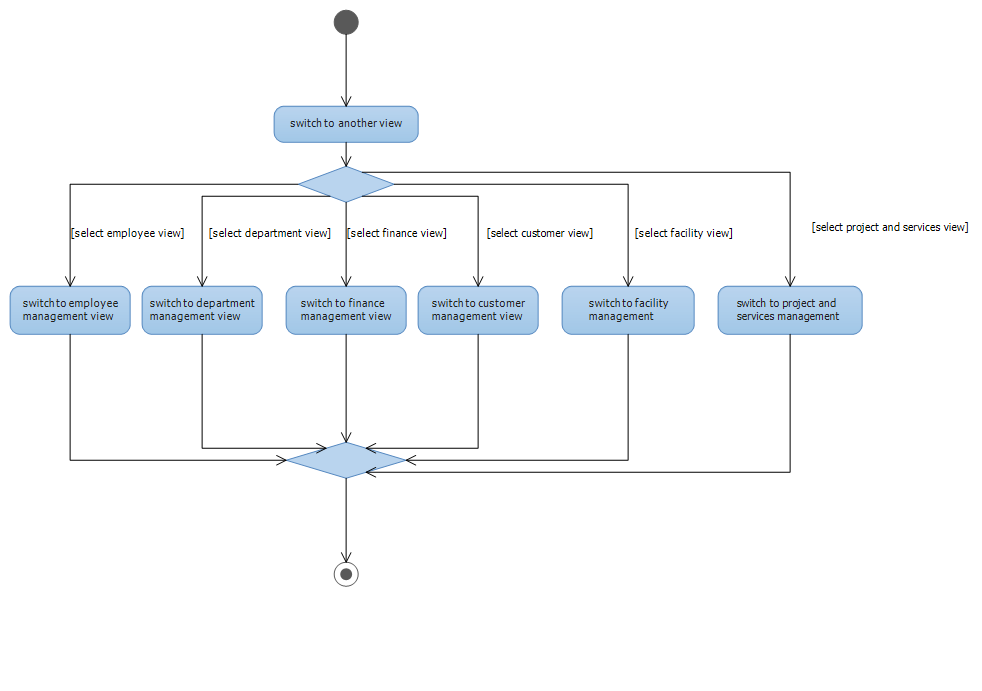 switch to another view
[select employee view]
[select department view]
[select finance view]
[select customer view]
[select facility view]
[select project and services view]
switch to employee
management view
switch to department
management view
switch to finance
management view
switch to customer
management view
switch to facility
management
switch to project and
services management